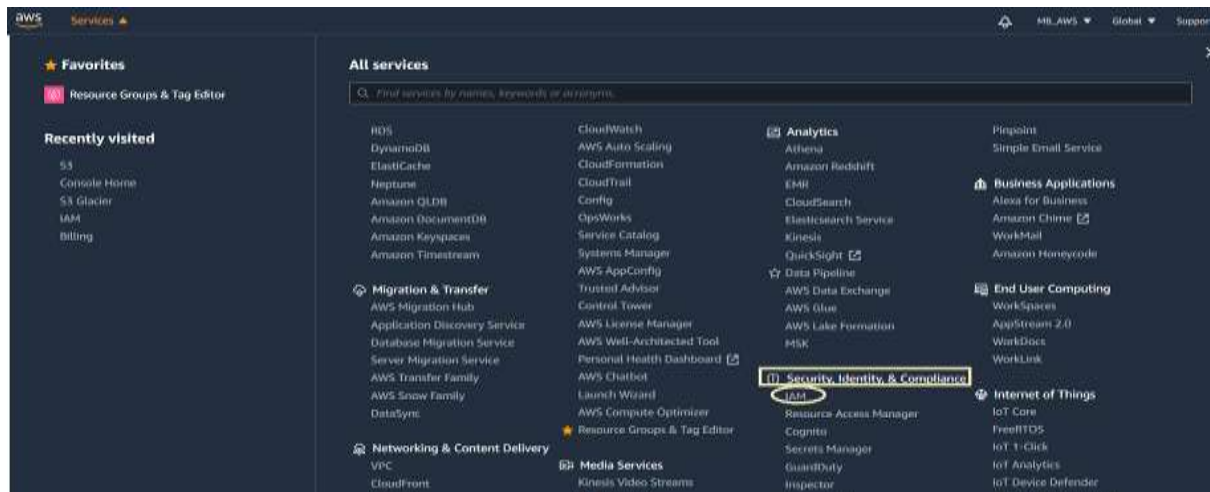 aws Services MB_AWS Global Suppor
Favorites
Resource Groups & Tag Editor
Recently visited
S3
Console Home
S3 Glacier
IAM
Billing
All services
Find services by names, keywords or acronyms.
RDS
DynamoDB
ElastiCache
Neptune
Amazon QLDB
Amazon DocumentDB
Amazon Keyspaces
Amazon Timestream
Migration & Transfer
AWS Migration Hub
Application Discovery Service
Database Migration Service
Server Migration Service
AWS Transfer Family
AWS Snow Family
DataSync
Networking & Content Delivery
VPC
CloudFront
CloudWatch
AWS Auto Scaling
CloudFormation
CloudTrail
Config
OpsWorks
Service Catalog
Systems Manager
AWS AppConfig
Trusted Advisor
Control Tower
AWS License Manager
AWS Well-Architected Tool
Personal Health Dashboard
AWS Chatbot
Launch Wizard
AWS Compute Optimizer
Resource Groups & Tag Editor
Media Services
Kinesis Video Streams
Analytics
Athena
Amazon Redshift
EMR
CloudSearch
Elasticsearch Service
Kinesis
QuickSight
Data Pipeline
AWS Data Exchange
AWS Glue
AWS Lake Formation
MSK
Security, Identity, & Compliance
IAM
Resource Access Manager
Cognito
Secrets Manager
GuardDuty
Inspector
Pinpoint
Simple Email Service
Business Applications
Alexa for Business
Amazon Chime
WorkMail
Amazon Honeycode
End User Computing
WorkSpaces
AppStream 2.0
WorkDocs
WorkLink
Internet of Things
IoT Core
FreeRTOS
IoT 1-Click
IoT Analytics
IoT Device Defender